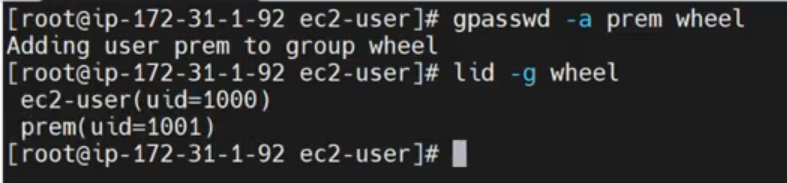 [root@ip-172-31-1-92 ec2-user]# gpasswd -a prem wheel
Adding user prem to group wheel
[root@ip-172-31-1-92 ec2-user]# lid -g wheel
 ec2-user(uid=1000)
 prem(uid=1001)
[root@ip-172-31-1-92 ec2-user]#